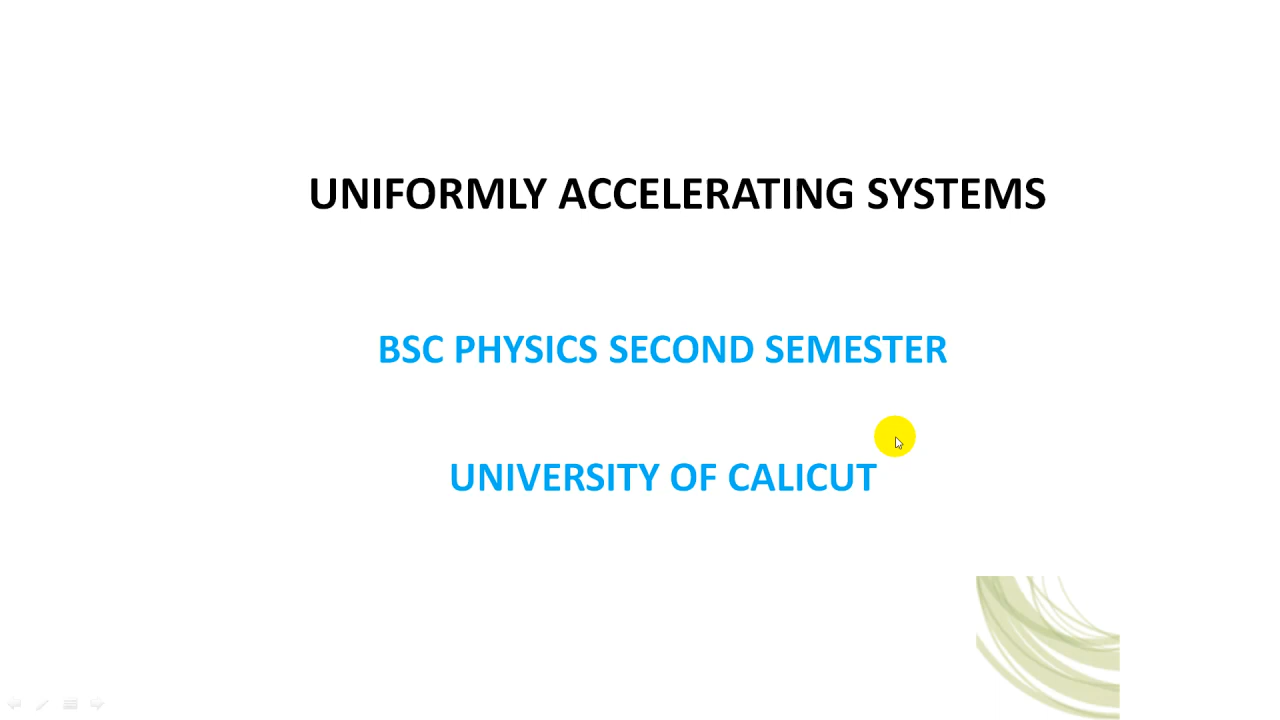 UNIFORMLY ACCELERATING SYSTEMS
BSC PHYSICS SECOND SEMESTER
UNIVERSITY OF CALICUT